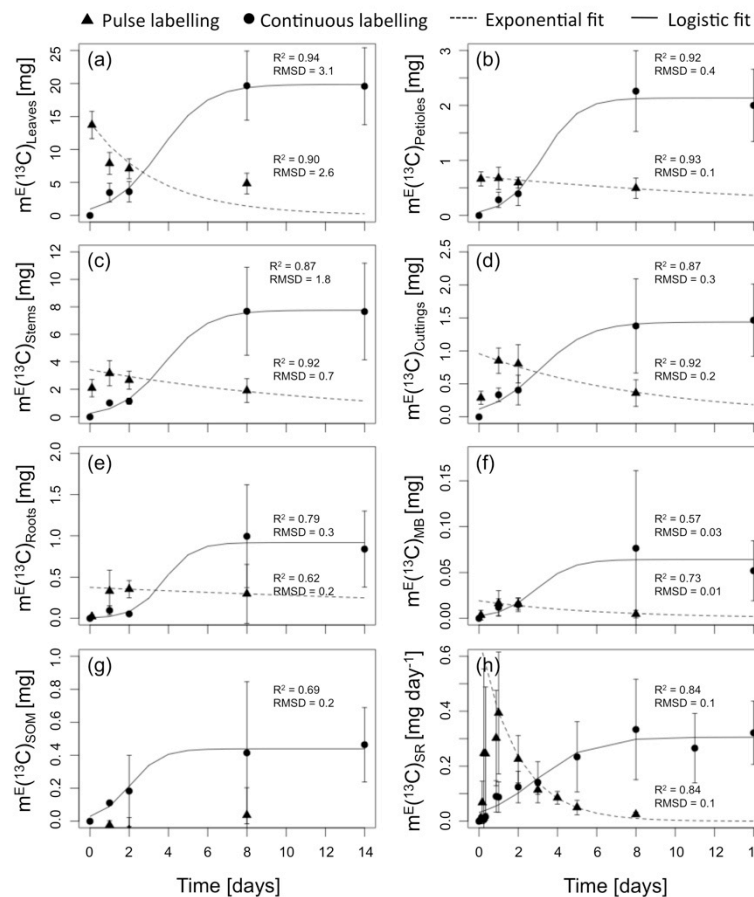 Pulse labelling Continuous labelling Exponential fit Logistic fit
(a)
R² = 0.94
RMSD = 3.1
R² = 0.90
RMSD = 2.6
mᴱ(¹³C)Leaves [mg]
0 5 10 15 20 25
(b)
R² = 0.92
RMSD = 0.4
R² = 0.93
RMSD = 0.1
mᴱ(¹³C)Petioles [mg]
0 1 2 3
(c)
R² = 0.87
RMSD = 1.8
R² = 0.92
RMSD = 0.7
mᴱ(¹³C)Stems [mg]
0 2 4 6 8 10 12
(d)
R² = 0.87
RMSD = 0.3
R² = 0.92
RMSD = 0.2
mᴱ(¹³C)Cuttings [mg]
0.0 0.5 1.0 1.5 2.0 2.5
(e)
R² = 0.79
RMSD = 0.3
R² = 0.62
RMSD = 0.2
mᴱ(¹³C)Roots [mg]
0.0 0.5 1.0 1.5 2.0
(f)
R² = 0.57
RMSD = 0.03
R² = 0.73
RMSD = 0.01
mᴱ(¹³C)MB [mg]
0.00 0.05 0.10 0.15
(g)
R² = 0.69
RMSD = 0.2
mᴱ(¹³C)SOM [mg]
0.0 0.2 0.4 0.6 0.8 1.0
0 2 4 6 8 10 12 14
Time [days]
(h)
R² = 0.84
RMSD = 0.1
R² = 0.84
RMSD = 0.1
mᴱ(¹³C)SR [mg day⁻¹]
0.0 0.2 0.4 0.6
0 2 4 6 8 10 12 14
Time [days]